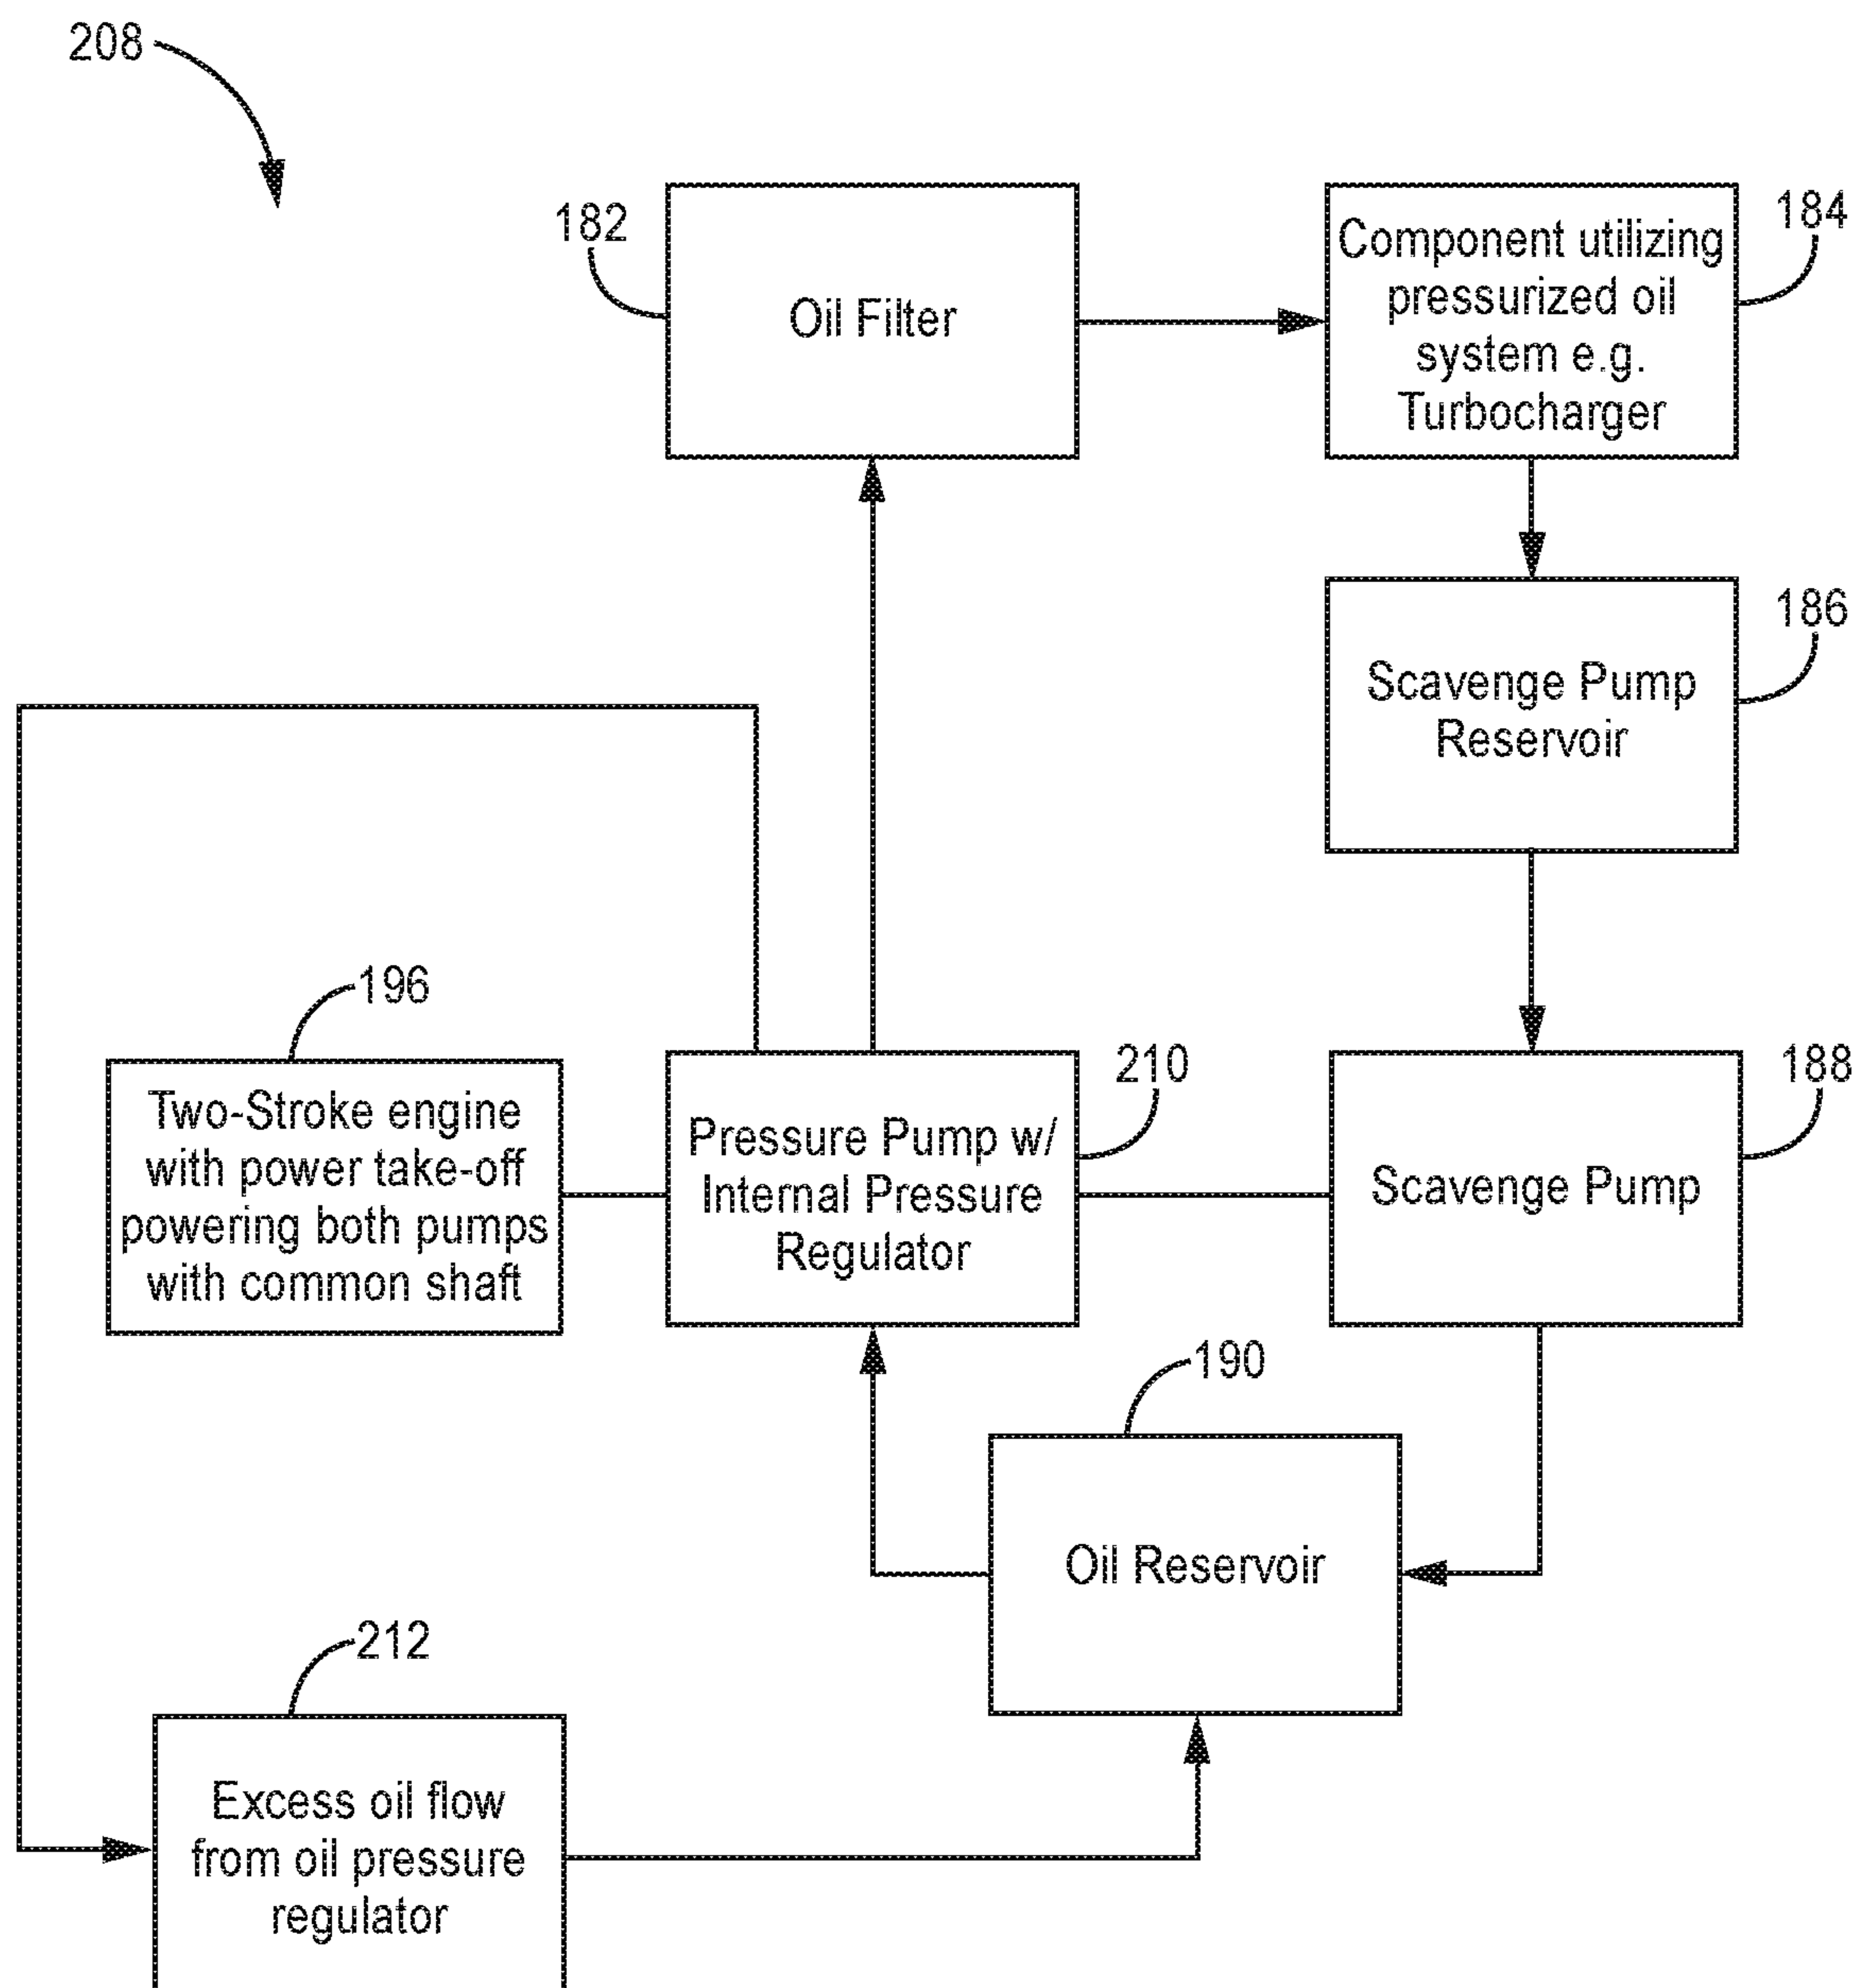 208
182
Oil Filter
184
Component utilizing
pressurized oil
system e.g.
Turbocharger
186
Scavenge Pump
Reservoir
196
Two-Stroke engine
with power take-off
powering both pumps
with common shaft
210
Pressure Pump w/
Internal Pressure
Regulator
188
Scavenge Pump
190
Oil Reservoir
212
Excess oil flow
from oil pressure
regulator